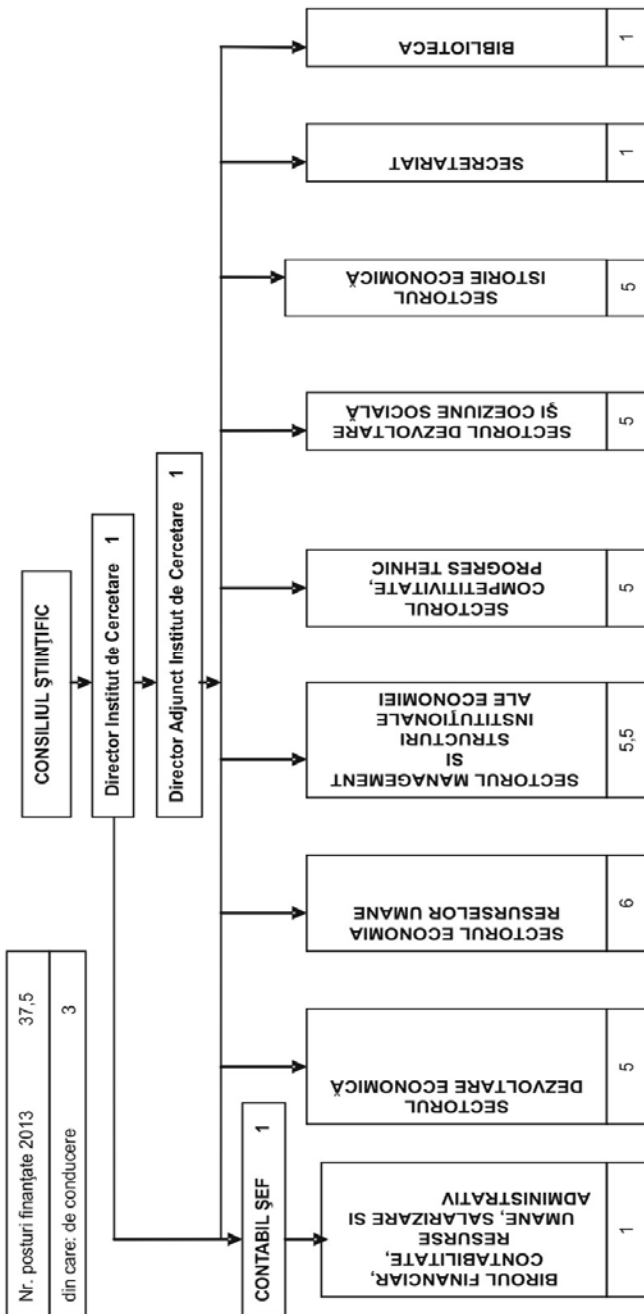 Nr. posturi finanţate 2013 37,5
din care: de conducere 3
CONSILIUL ŞTIINŢIFIC
Director Institut de Cercetare 1
Director Adjunct Institut de Cercetare 1
CONTABIL ŞEF 1
BIROUL FINANCIAR,
CONTABILITATE,
RESURSE
UMANE, SALARIZARE SI
ADMINISTRATIV
1
SECTORUL
DEZVOLTARE ECONOMICĂ
5
SECTORUL ECONOMIA
RESURSELOR UMANE
6
SECTORUL MANAGEMENT
SI
STRUCTURI
INSTITUŢIONALE
ALE ECONOMIEI
5,5
SECTORUL
COMPETITIVITATE,
PROGRES TEHNIC
5
SECTORUL DEZVOLTARE
ŞI COEZIUNE SOCIALĂ
5
SECTORUL
ISTORIE ECONOMICĂ
5
SECRETARIAT
1
BIBLIOTECA
1